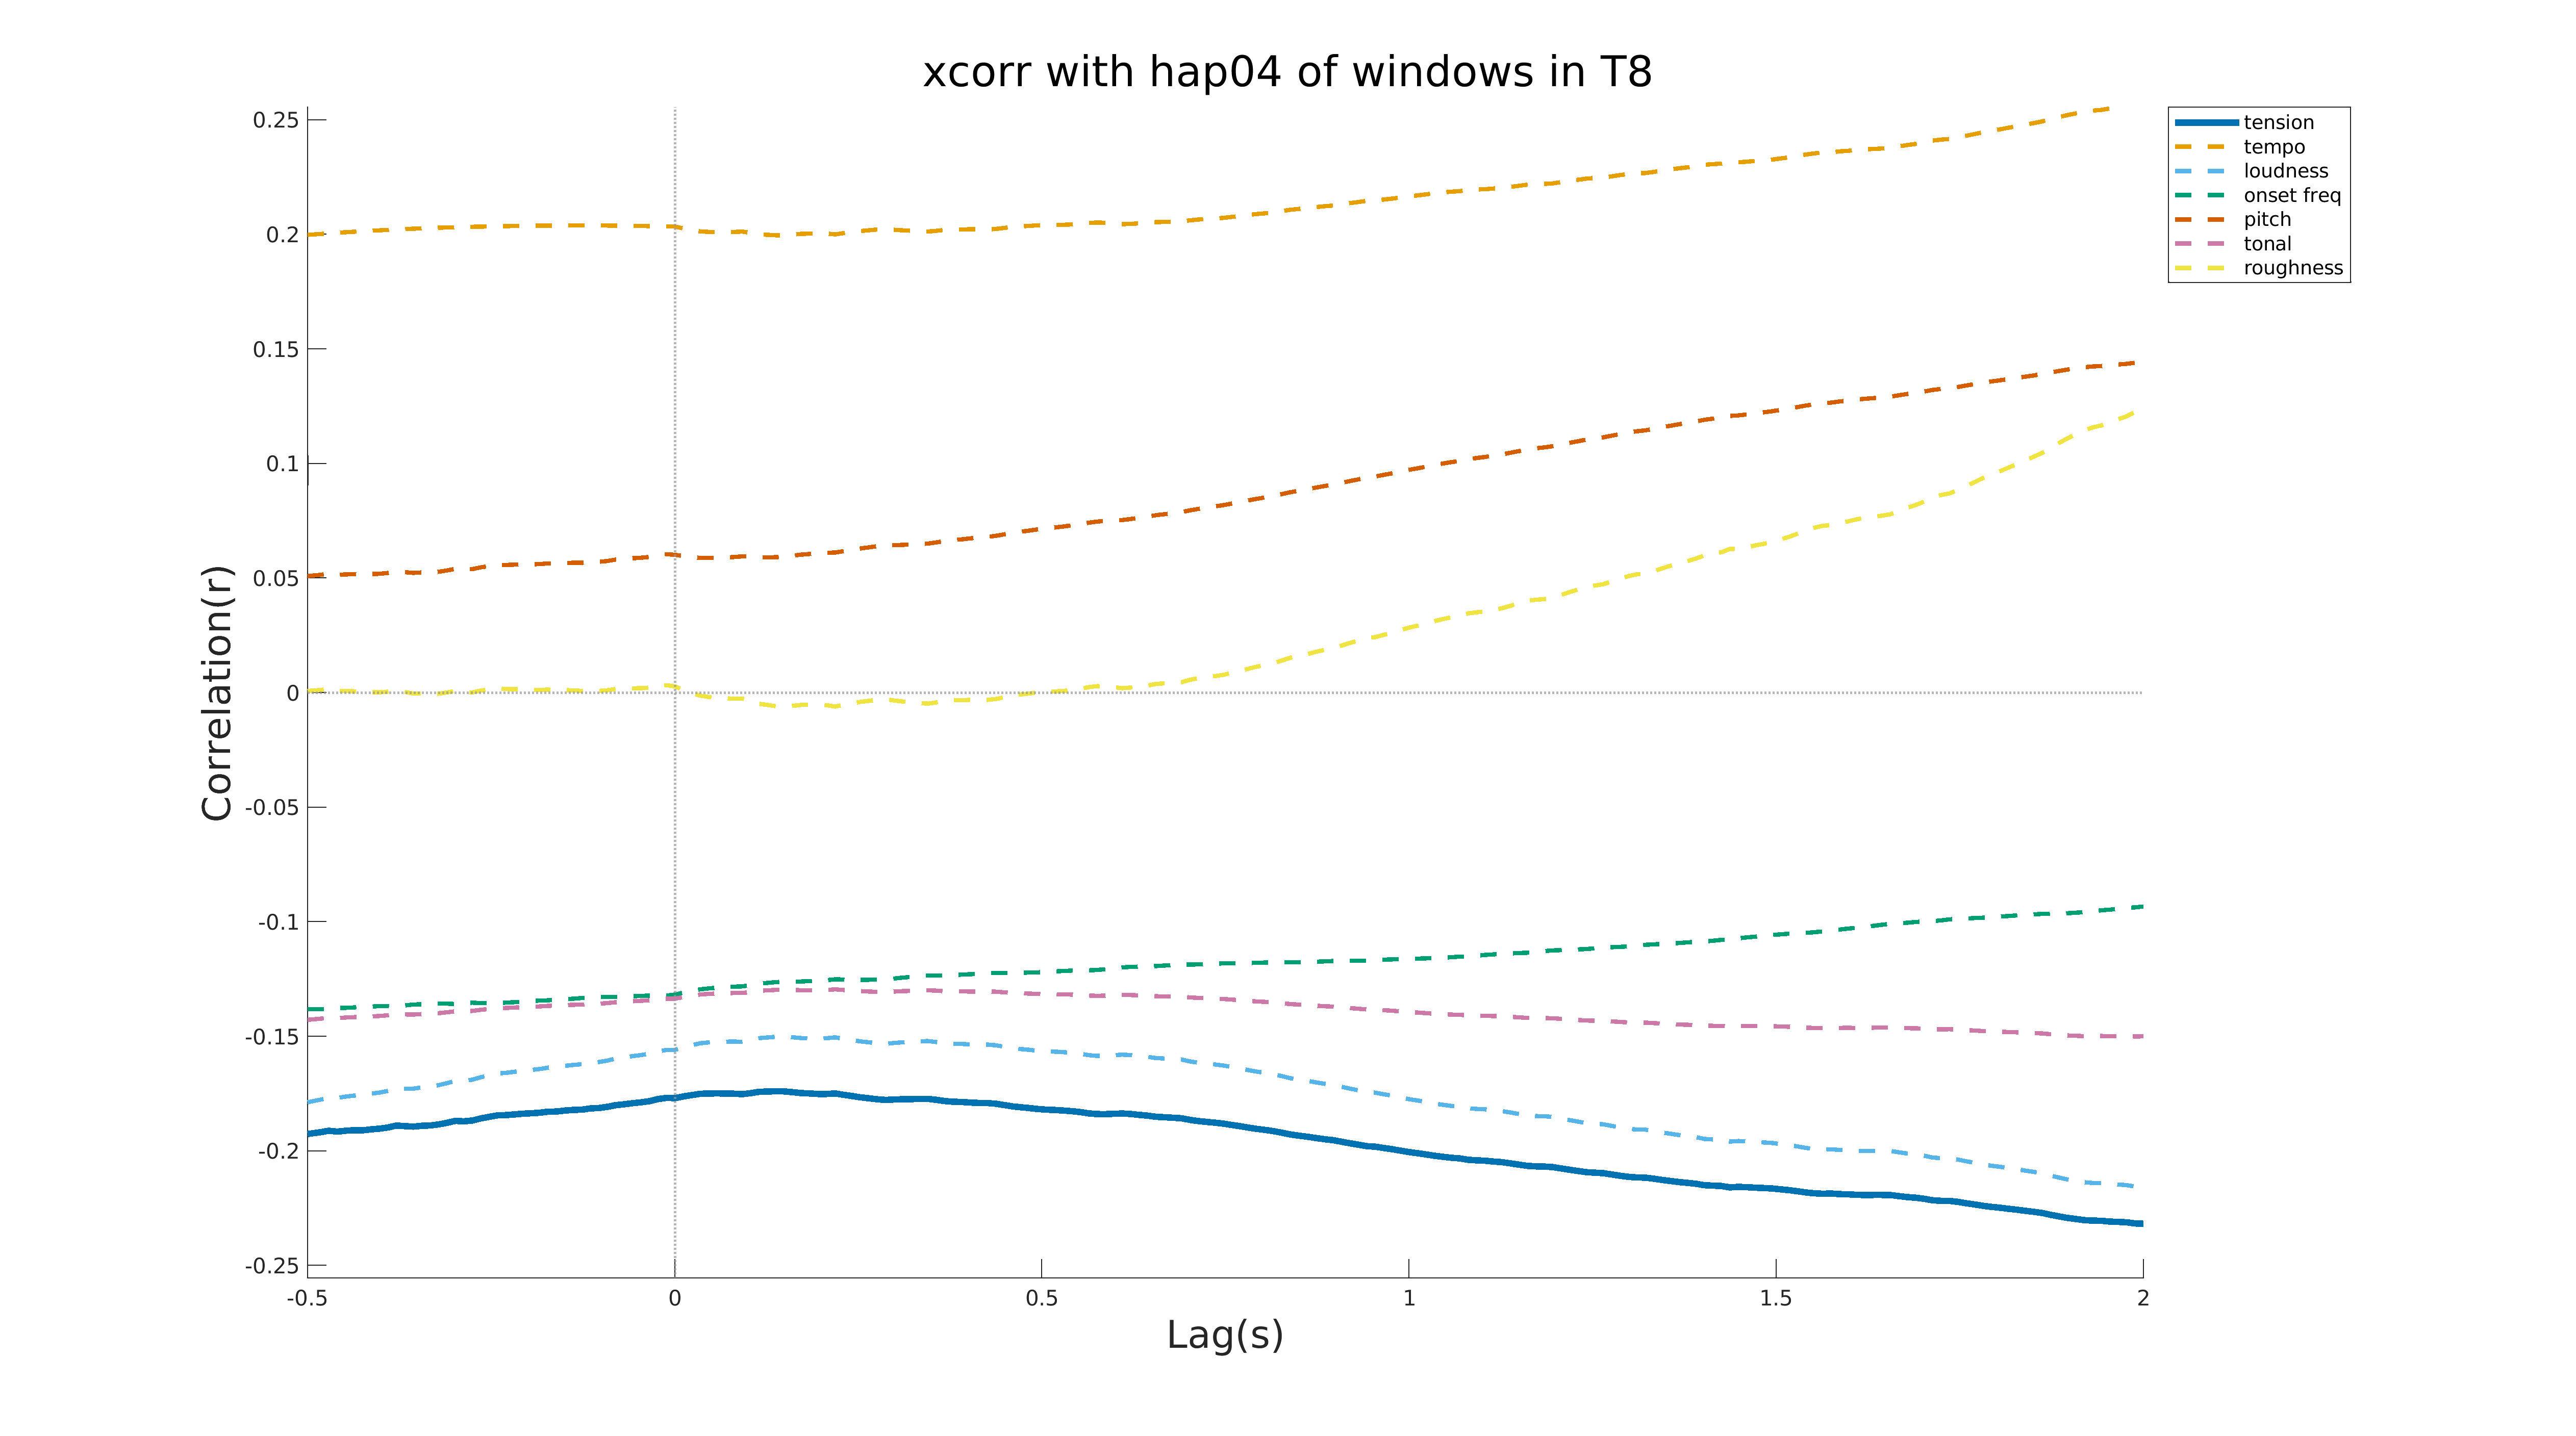 xcorr with hap04 of windows in T8
tension
tempo
loudness
onset freq
pitch
tonal
roughness
Correlation(r)
0.25
0.2
0.15
0.1
0.05
0
-0.05
-0.1
-0.15
-0.2
-0.25
-0.5
0
0.5
1
1.5
2
Lag(s)